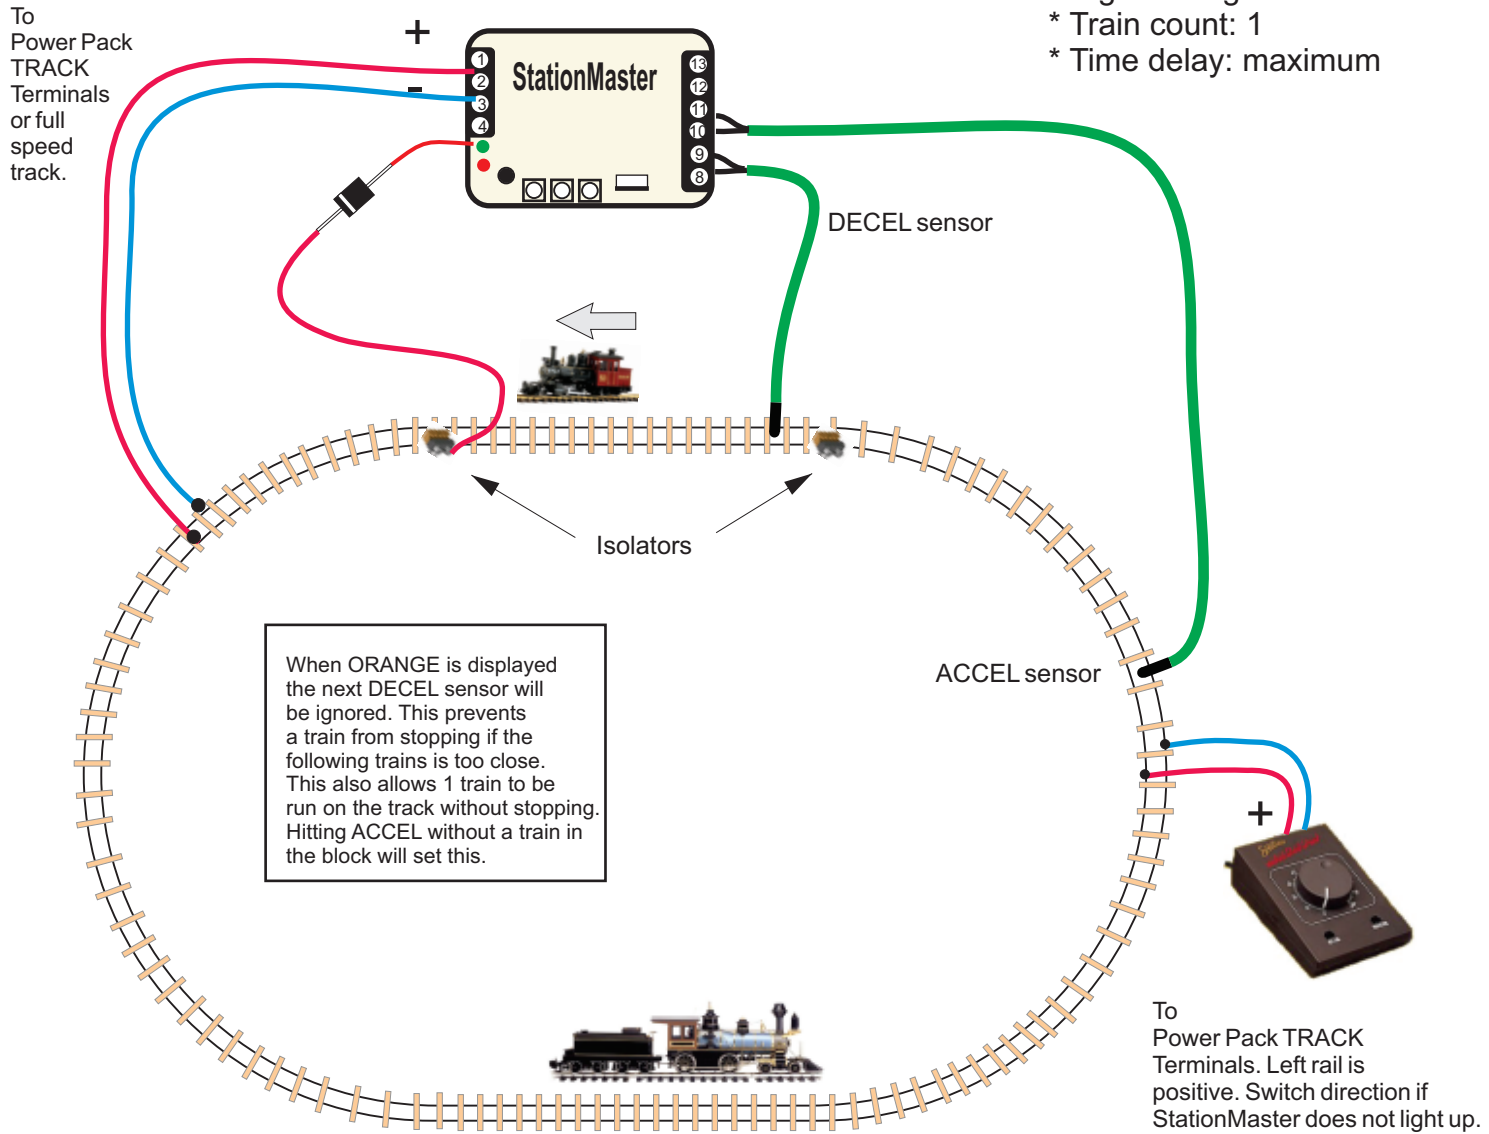 To
Power Pack
TRACK
Terminals
or full
speed
track.
+
-
StationMaster
1
2
3
4
13
12
11
10
9
8
* Train count: 1
* Time delay: maximum
DECEL sensor
Isolators
ACCEL sensor
When ORANGE is displayed
the next DECEL sensor will
be ignored. This prevents
a train from stopping if the
following trains is too close.
This also allows 1 train to be
run on the track without stopping.
Hitting ACCEL without a train in
the block will set this.
+
To
Power Pack TRACK
Terminals. Left rail is
positive. Switch direction if
StationMaster does not light up.